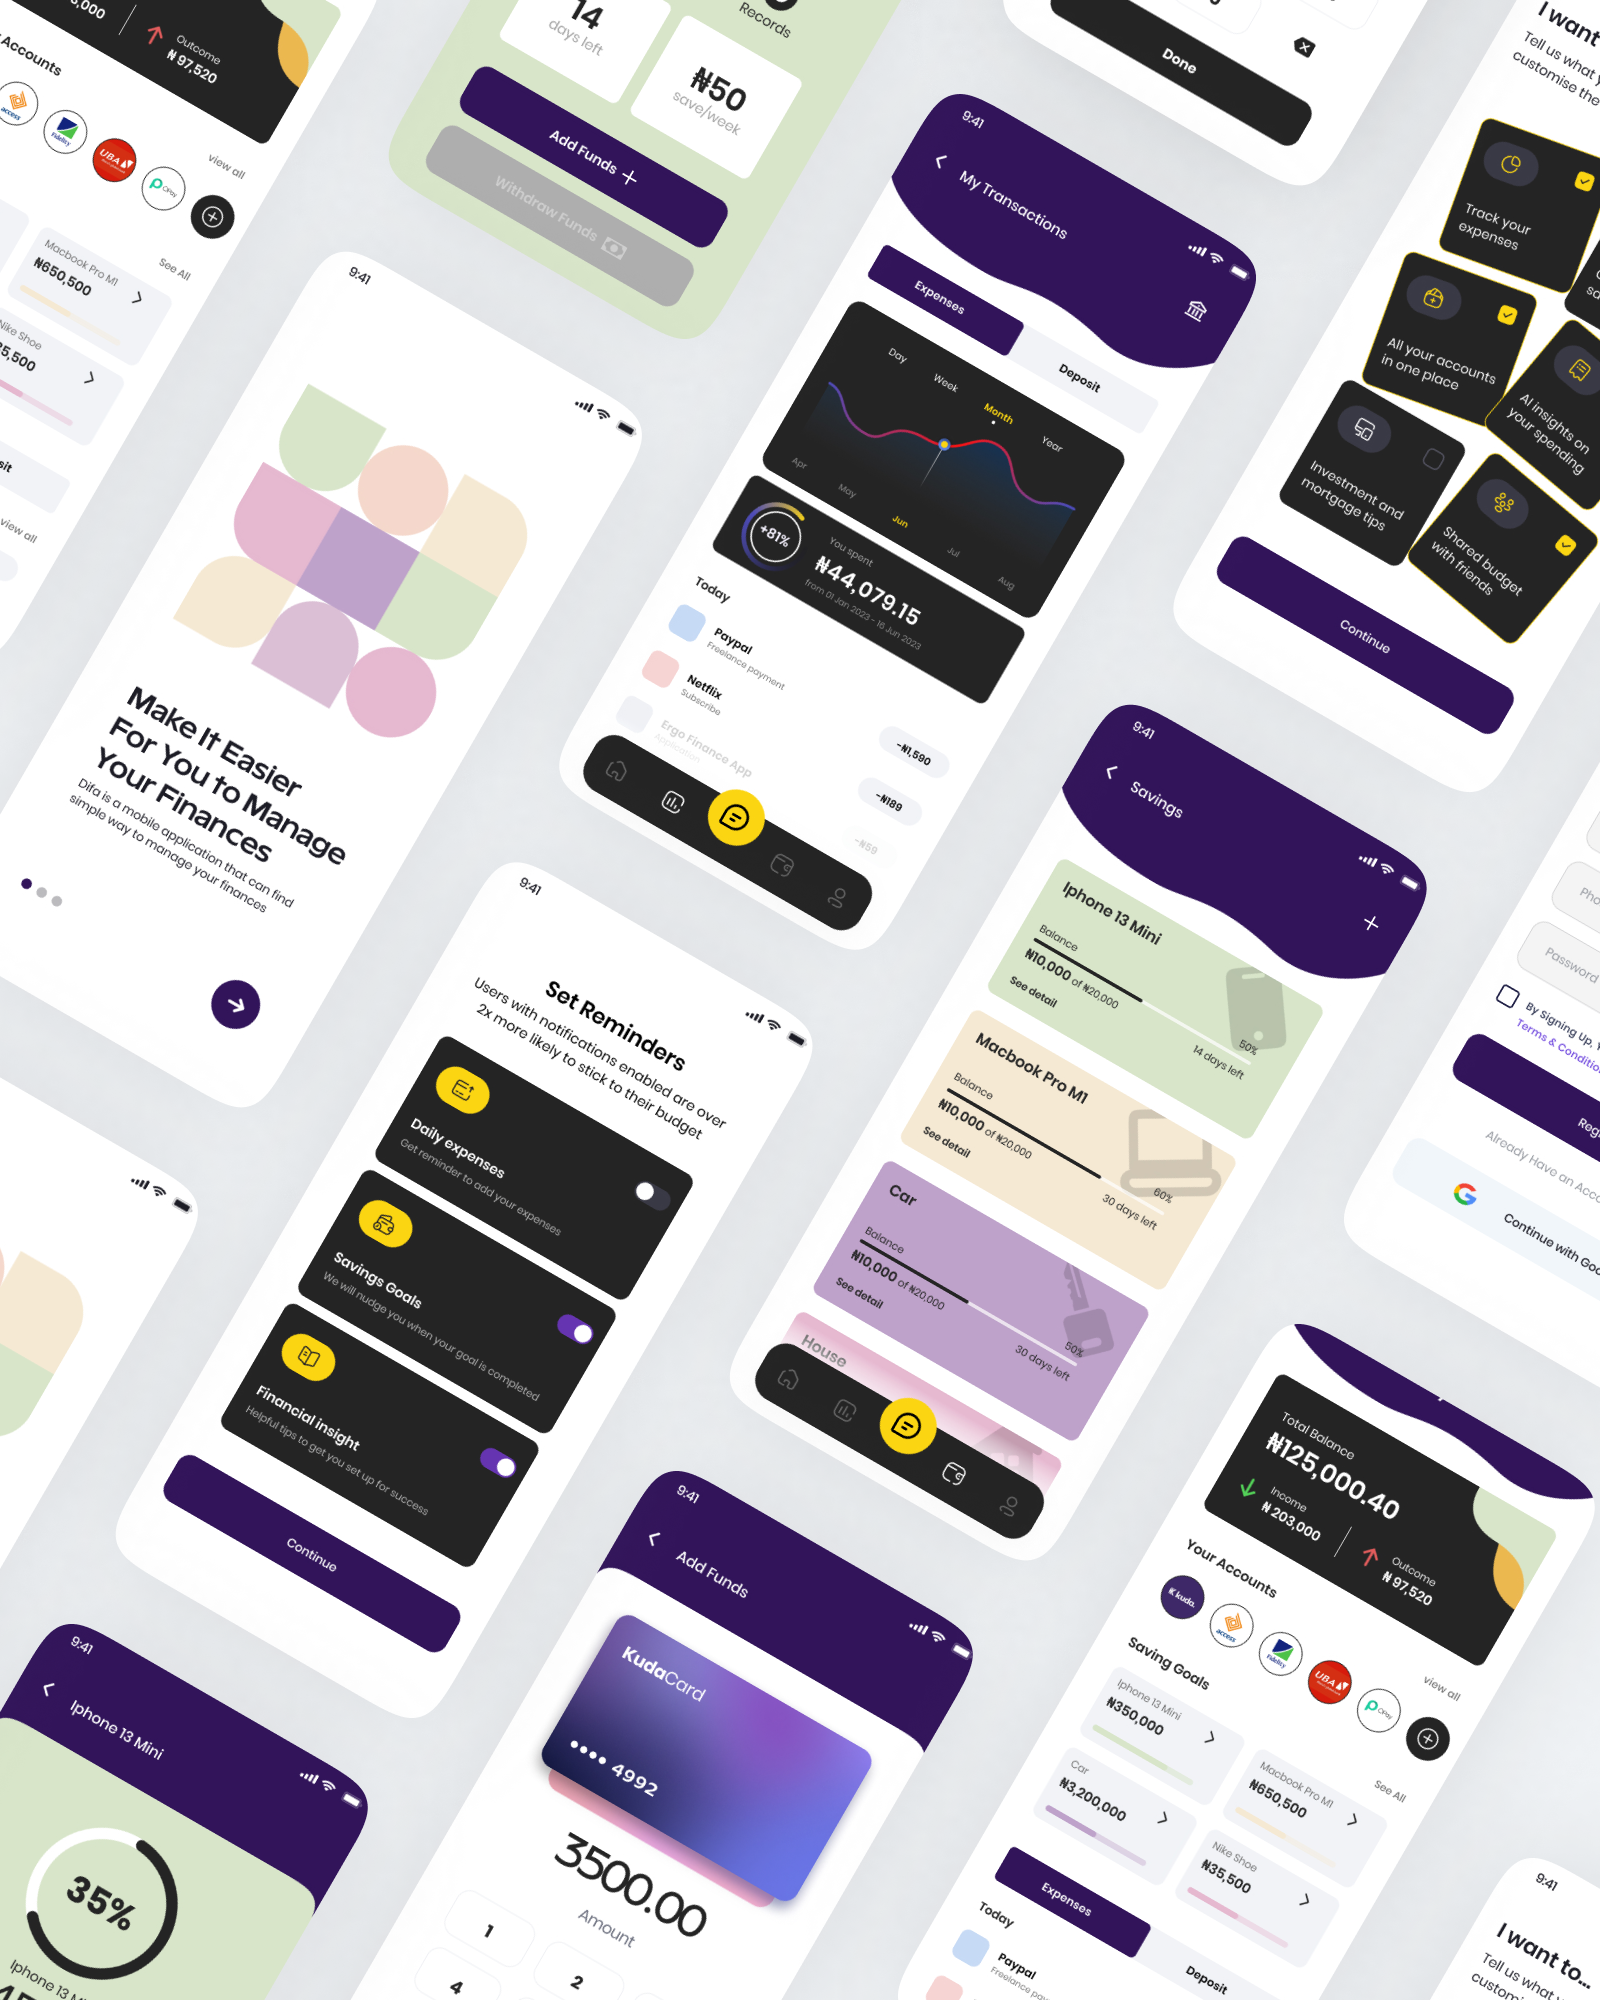 Outcome
₦ 97,520
Accounts
access
Fidelity
UBA
OPay
view all
See All
Macbook Pro M1
₦650,500
Nike Shoe
view all
14
days left
Records
₦50
save/week
Add Funds
Withdraw Funds
Done
I want
Tell us what y
customise the
Track your
expenses
All your accounts
in one place
AI insights on
your spending
Investment and
mortgage tips
Shared budget
with friends
Continue
9:41
My Transactions
Expenses
Deposit
Day
Week
Month
Year
Apr
May
Jun
Jul
Aug
+81%
You spent
₦44,079.15
from 01 Jan 2023 - 16 Jun 2023
Today
Paypal
Freelance payment
-₦1,590
Netflix
Subscribe
-₦189
Ergo Finance App
Application
-₦59
9:41
Make It Easier
For You to Manage
Your Finances
Difa is a mobile application that can find
simple way to manage your finances
9:41
Set Reminders
Users with notifications enabled are over
2x more likely to stick to their budget
Daily expenses
Get reminder to add your expenses
Savings Goals
We will nudge you when your goal is completed
Financial insight
Helpful tips to get you set up for success
Continue
9:41
Savings
Iphone 13 Mini
Balance
₦10,000 of ₦20,000
See detail
50%
14 days left
Macbook Pro M1
Balance
₦10,000 of ₦20,000
See detail
60%
30 days left
Car
Balance
₦10,000 of ₦20,000
See detail
50%
30 days left
House
Password
By Signing Up, Y
Terms & Conditio
Already Have an Acco
Continue with Goo
9:41
Add Funds
KudaCard
•••• 4992
3500.00
Amount
1
2
4
9:41
Iphone 13 Mini
35%
Total Balance
₦125,000.40
Income
₦ 203,000
Outcome
₦ 97,520
Your Accounts
kuda.
access
Fidelity
UBA
OPay
view all
Saving Goals
See All
Iphone 13 Mini
₦350,000
Macbook Pro M1
₦650,500
Car
₦3,200,000
Nike Shoe
₦35,500
Expenses
Deposit
Today
Paypal
Freelance pay
9:41
I want to...
Tell us what y